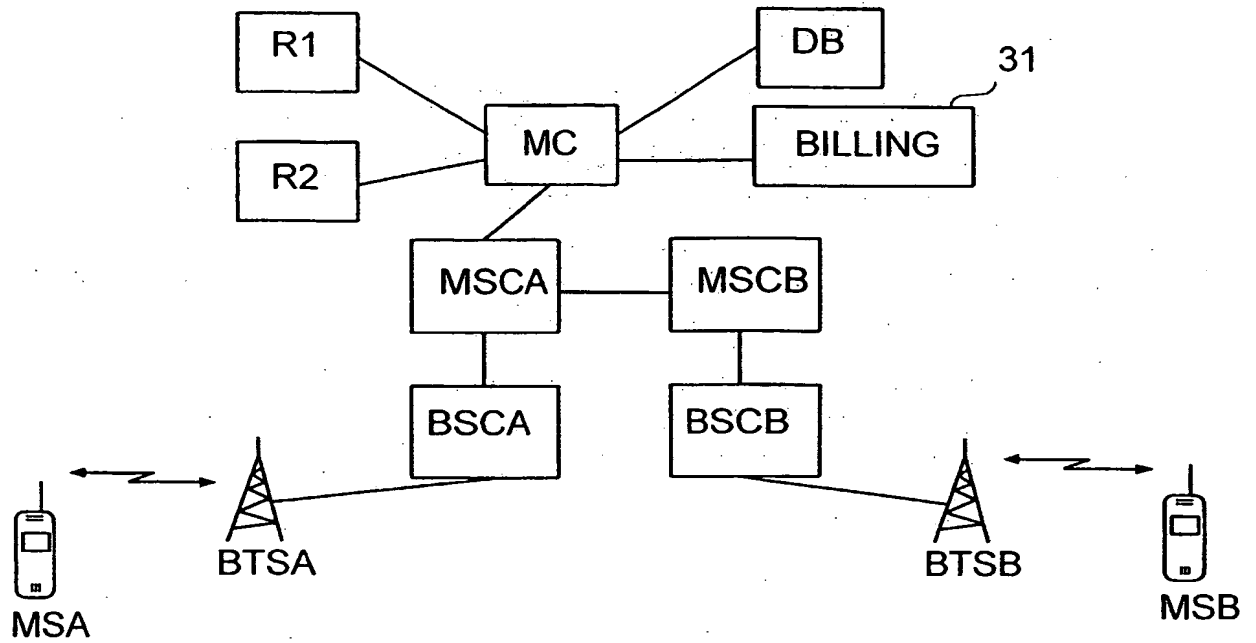 R1
DB
31
MC
BILLING
R2
MSCA
MSCB
BSCA
BSCB
BTSA
BTSB
MSA
MSB